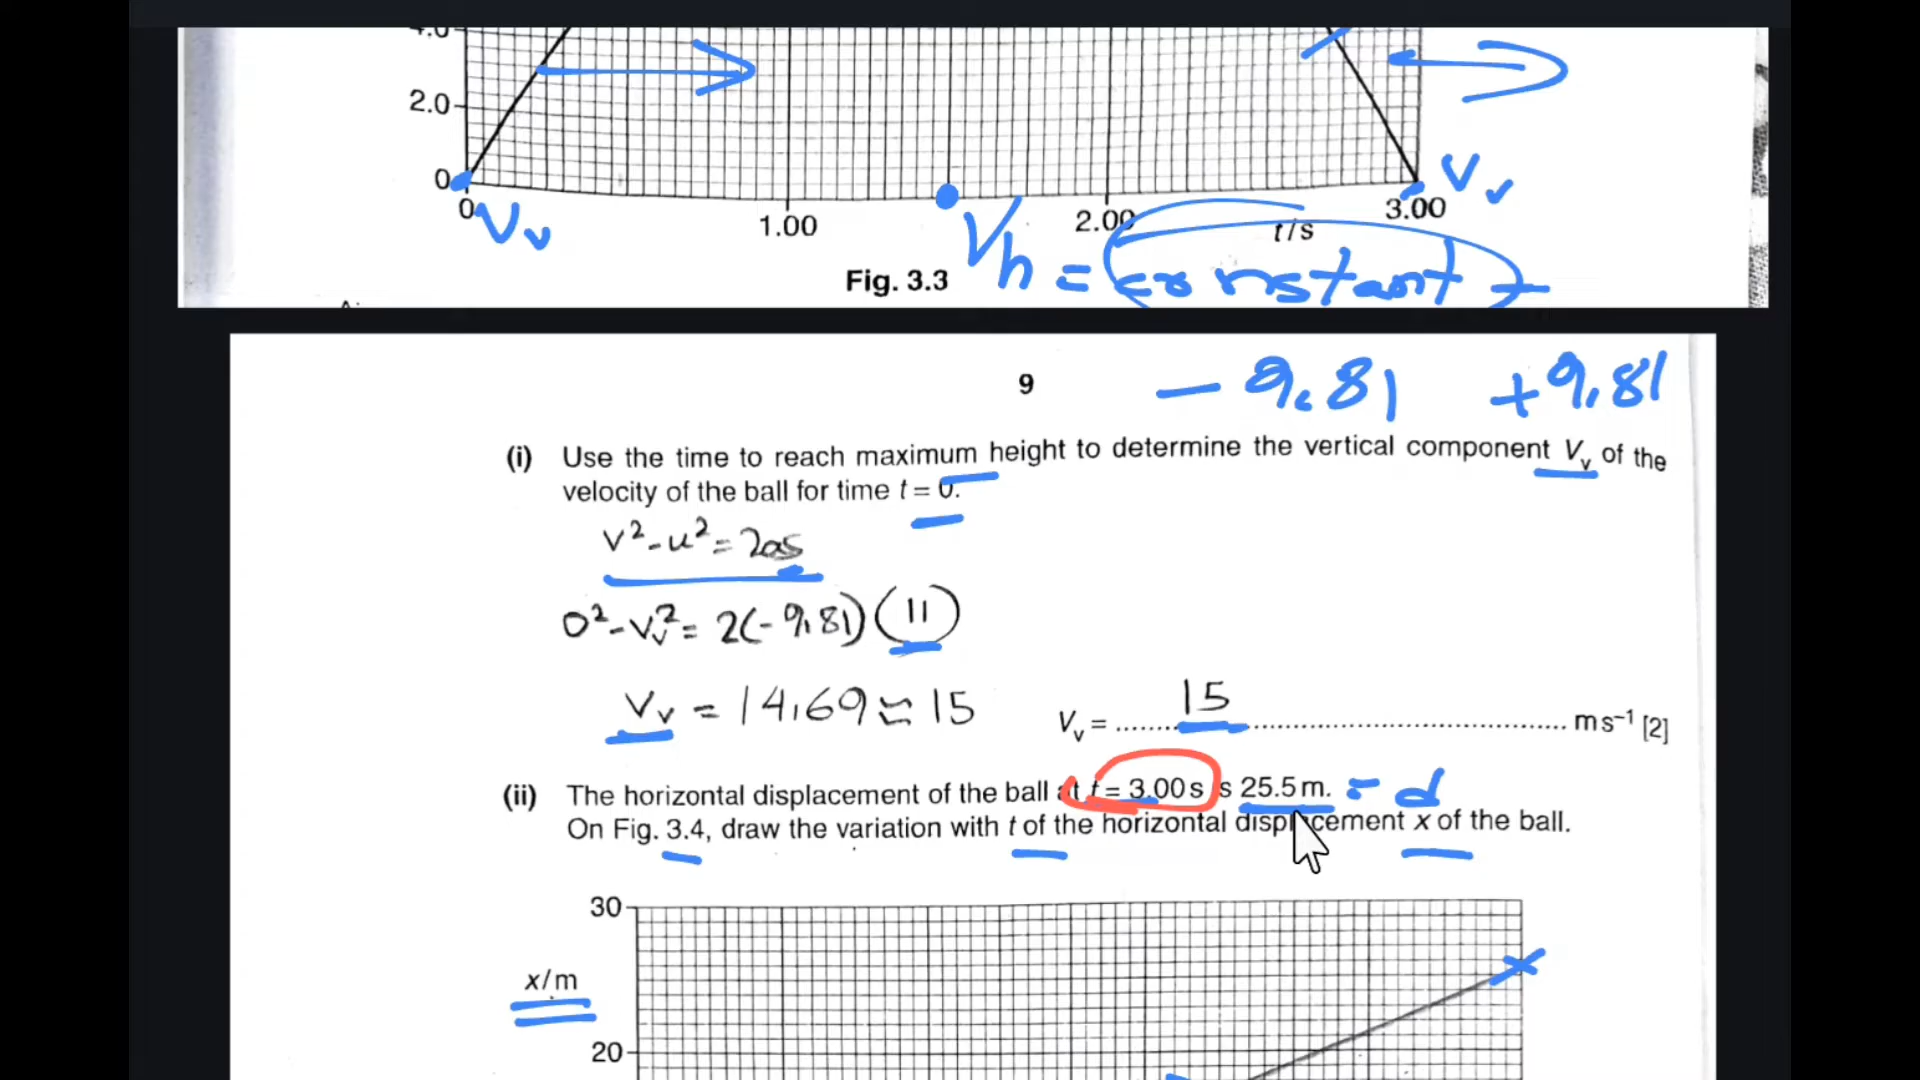 2.0
0
Vv
0
Vv
1.00
2.00
3.00
t/s
Fig. 3.3
Vh = constant
9
- 9.81 +9.81
(i) Use the time to reach maximum height to determine the vertical component Vv of the
velocity of the ball for time t = 0.
v²-u²=2as
0²-Vv²= 2(-9.81)(11)
Vv = 14.69≈15
15
Vv = ................................................ m s⁻¹ [2]
(ii) The horizontal displacement of the ball at t = 3.00 s is 25.5 m. = d
On Fig. 3.4, draw the variation with t of the horizontal displacement x of the ball.
30
x/m
20